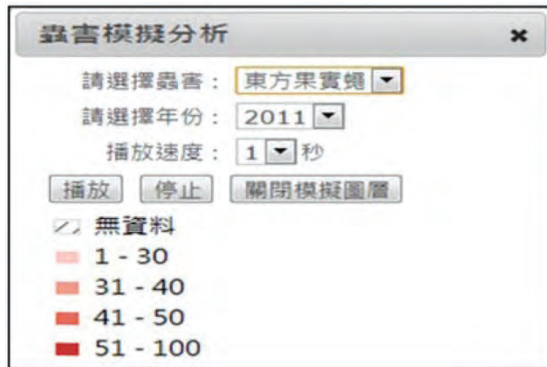 蟲害模擬分析 ×
請選擇蟲害： 東方果實蠅
請選擇年份： 2011
播放速度： 1 秒
播放 停止 關閉模擬圖層
無資料
1 - 30
31 - 40
41 - 50
51 - 100